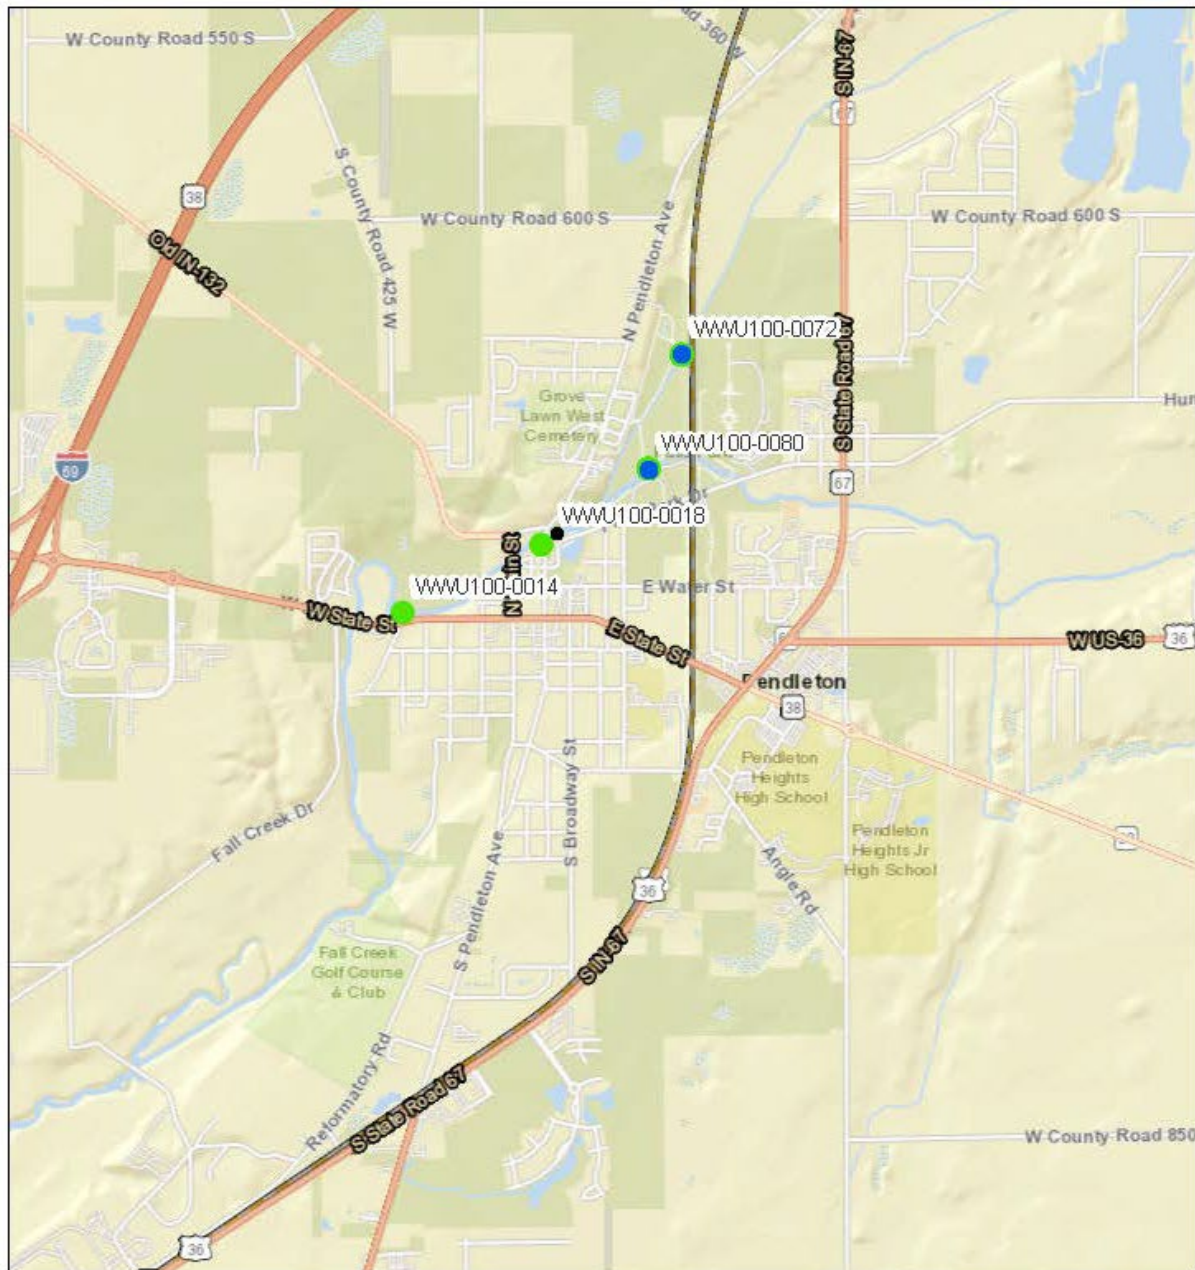 W County Road 550 S
S IN-67
38
S County Road 425 W
W County Road 600 S
W County Road 600 S
Old IN-132
N Pendleton Ave
WWU100-0072
S State Road 67
Grove
Lawn West
Cemetery
WWU100-0080
69
67
WWU100-0018
WWU100-0014
E Water St
W State St
E State St
W US-36
36
Pendleton
38
Pendleton
Heights
High School
Pendleton
Heights Jr
High School
S Broadway St
Fall Creek Dr
Angle Rd
36
S Pendleton Ave
S IN-67
Fall Creek
Golf Course
& Club
Reformatory Rd
S State Road 67
W County Road 850
36